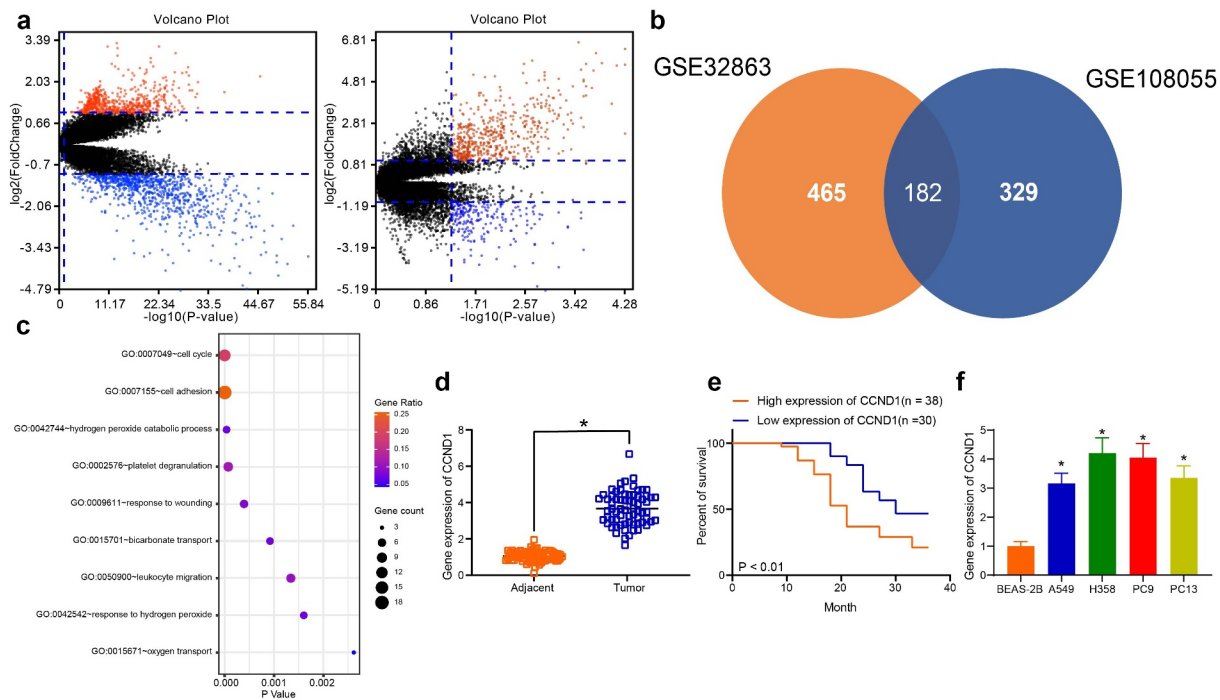 a
Volcano Plot
3.39
2.03
0.66
-0.7
-2.06
-3.43
-4.79
log2(FoldChange)
0
11.17
22.34
33.5
44.67
55.84
-log10(P-value)
Volcano Plot
6.81
4.81
2.81
0.81
-1.19
-3.19
-5.19
log2(FoldChange)
0
0.86
1.71
2.57
3.42
4.28
-log10(P-value)
b
GSE32863
GSE108055
465
182
329
c
GO:0007049~cell cycle
GO:0007155~cell adhesion
GO:0042744~hydrogen peroxide catabolic process
GO:0002576~platelet degranulation
GO:0009611~response to wounding
GO:0015701~bicarbonate transport
GO:0050900~leukocyte migration
GO:0042542~response to hydrogen peroxide
GO:0015671~oxygen transport
0.000
0.001
0.002
P Value
Gene Ratio
0.25
0.20
0.15
0.10
0.05
Gene count
3
6
9
12
15
18
d
Gene expression of CCND1
8
6
4
2
0
*
Adjacent
Tumor
e
High expression of CCND1(n = 38)
Low expression of CCND1(n =30)
Percent of survival
100
50
0
P < 0.01
0
10
20
30
40
Month
f
Gene expression of CCND1
5
4
3
2
1
0
*
*
*
*
BEAS-2B
A549
H358
PC9
PC13